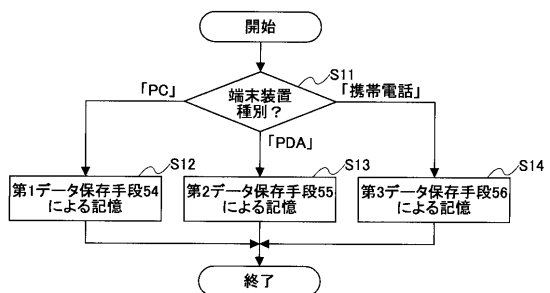 開始
S11
端末装置
種別?
「PC」
「携帯電話」
「PDA」
S12
第1データ保存手段54
による記憶
S13
第2データ保存手段55
による記憶
S14
第3データ保存手段56
による記憶
終了